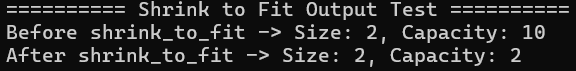 ========== Shrink to Fit Output Test ==========
Before shrink_to_fit -> Size: 2, Capacity: 10
After shrink_to_fit -> Size: 2, Capacity: 2